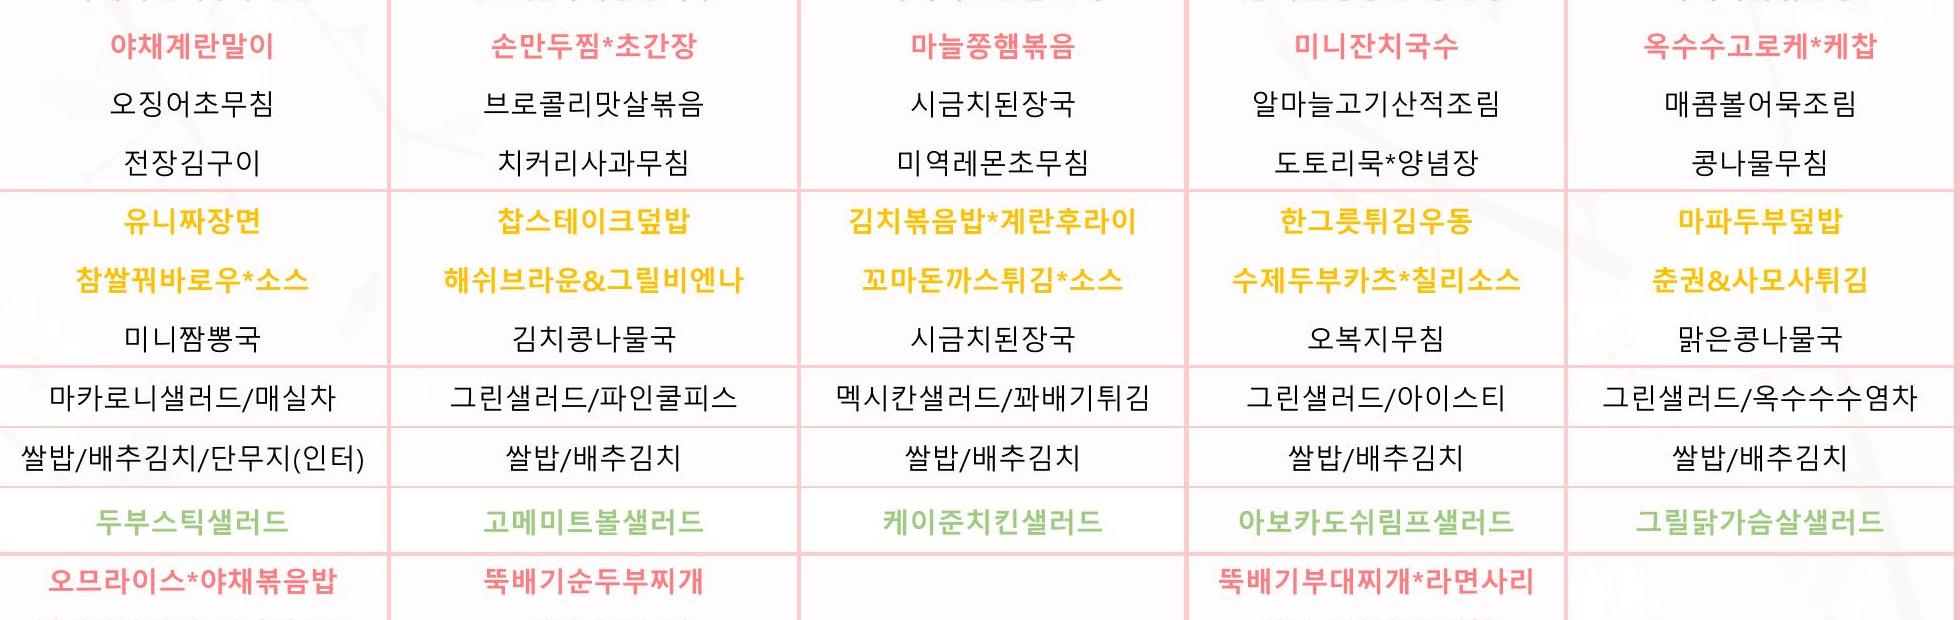 야채계란말이 손만두찜*초간장 마늘쫑햄볶음 미니잔치국수 옥수수고로케*케찹
오징어초무침 브로콜리맛살볶음 시금치된장국 알마늘고기산적조림 매콤볼어묵조림
전장김구이 치커리사과무침 미역레몬초무침 도토리묵*양념장 콩나물무침
유니짜장면 찹스테이크덮밥 김치볶음밥*계란후라이 한그릇튀김우동 마파두부덮밥
참쌀꿔바로우*소스 해쉬브라운&그릴비엔나 꼬마돈까스튀김*소스 수제두부카츠*칠리소스 춘권&사모사튀김
미니짬뽕국 김치콩나물국 시금치된장국 오복지무침 맑은콩나물국
마카로니샐러드/매실차 그린샐러드/파인쿨피스 멕시칸샐러드/꽈배기튀김 그린샐러드/아이스티 그린샐러드/옥수수수염차
쌀밥/배추김치/단무지(인터) 쌀밥/배추김치 쌀밥/배추김치 쌀밥/배추김치 쌀밥/배추김치
두부스틱샐러드 고메미트볼샐러드 케이준치킨샐러드 아보카도쉬림프샐러드 그릴닭가슴살샐러드
오므라이스*야채볶음밥 뚝배기순두부찌개 뚝배기부대찌개*라면사리